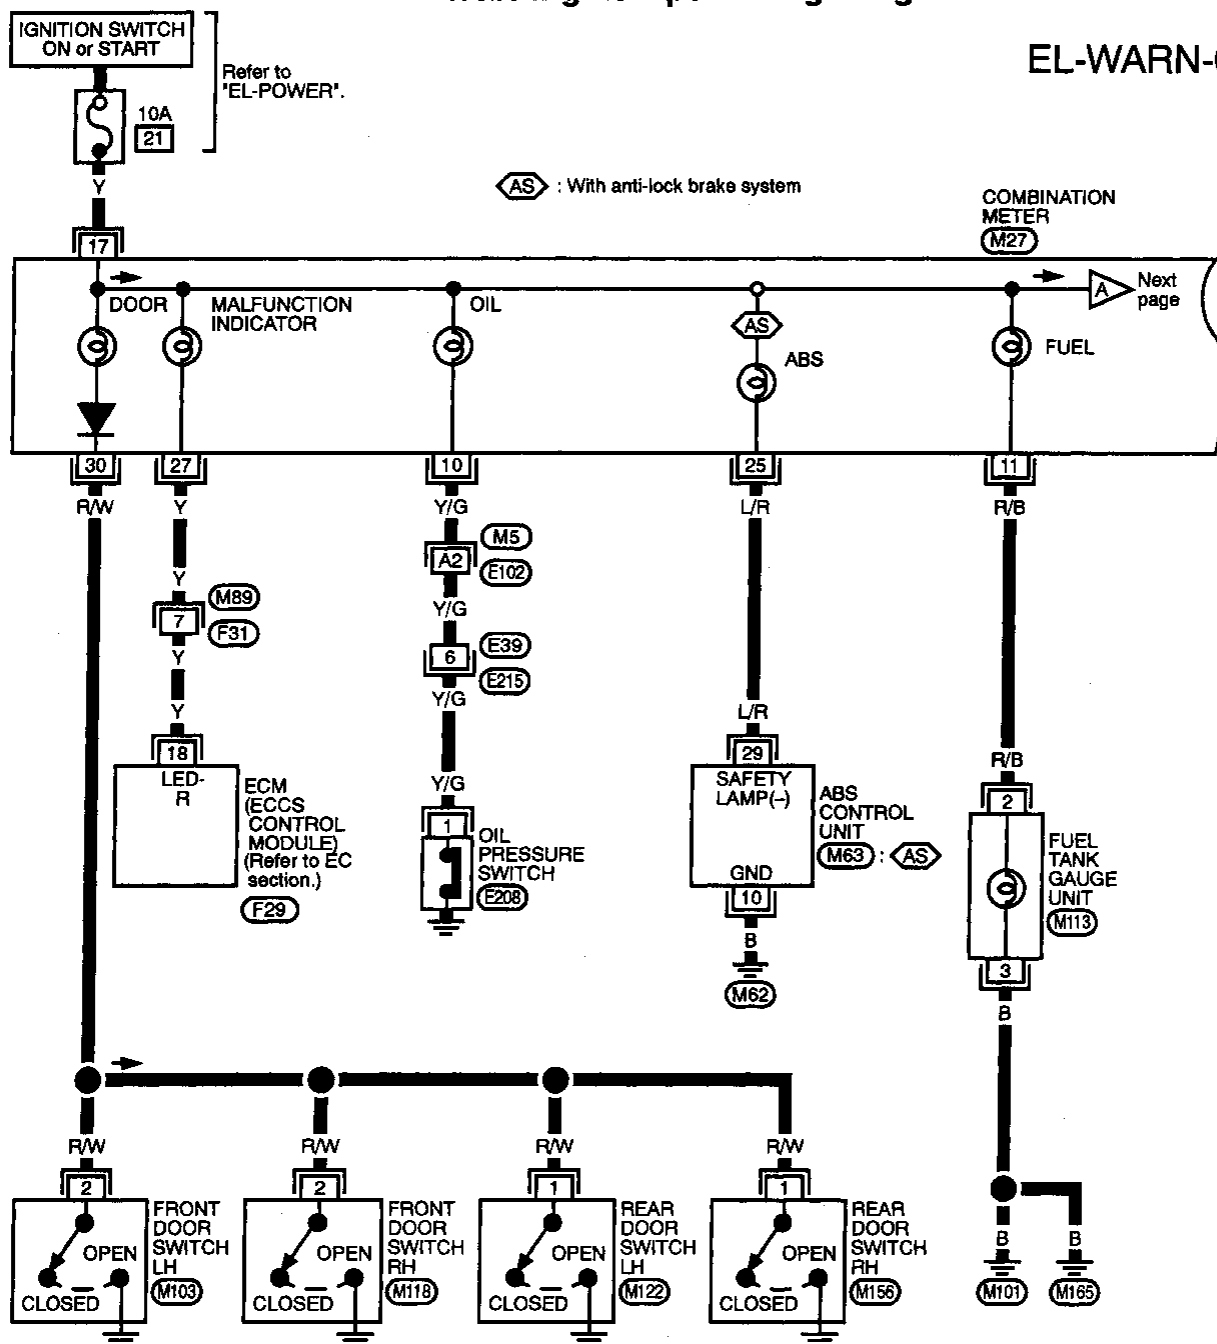 EL-WARN-
IGNITION SWITCH
ON or START
Refer to
"EL-POWER".
10A
21
Y
AS : With anti-lock brake system
COMBINATION
METER
M27
17
DOOR
MALFUNCTION
INDICATOR
OIL
AS
ABS
FUEL
A
Next
page
30
27
10
25
11
R/W
Y
Y/G
L/R
R/B
M5
A2
E102
Y
M89
7
F31
Y
Y/G
E39
6
E215
Y/G
Y
18
LED-
R
ECM
(ECCS
CONTROL
MODULE)
(Refer to EC
section.)
F29
Y/G
1
OIL
PRESSURE
SWITCH
E208
L/R
29
SAFETY
LAMP(-)
GND
ABS
CONTROL
UNIT
M63 : AS
10
B
M62
R/B
2
FUEL
TANK
GAUGE
UNIT
M113
3
B
R/W
R/W
R/W
R/W
2
2
1
1
OPEN
CLOSED
FRONT
DOOR
SWITCH
LH
M103
OPEN
CLOSED
FRONT
DOOR
SWITCH
RH
M118
OPEN
CLOSED
REAR
DOOR
SWITCH
LH
M122
OPEN
CLOSED
REAR
DOOR
SWITCH
RH
M156
B
B
M101
M165